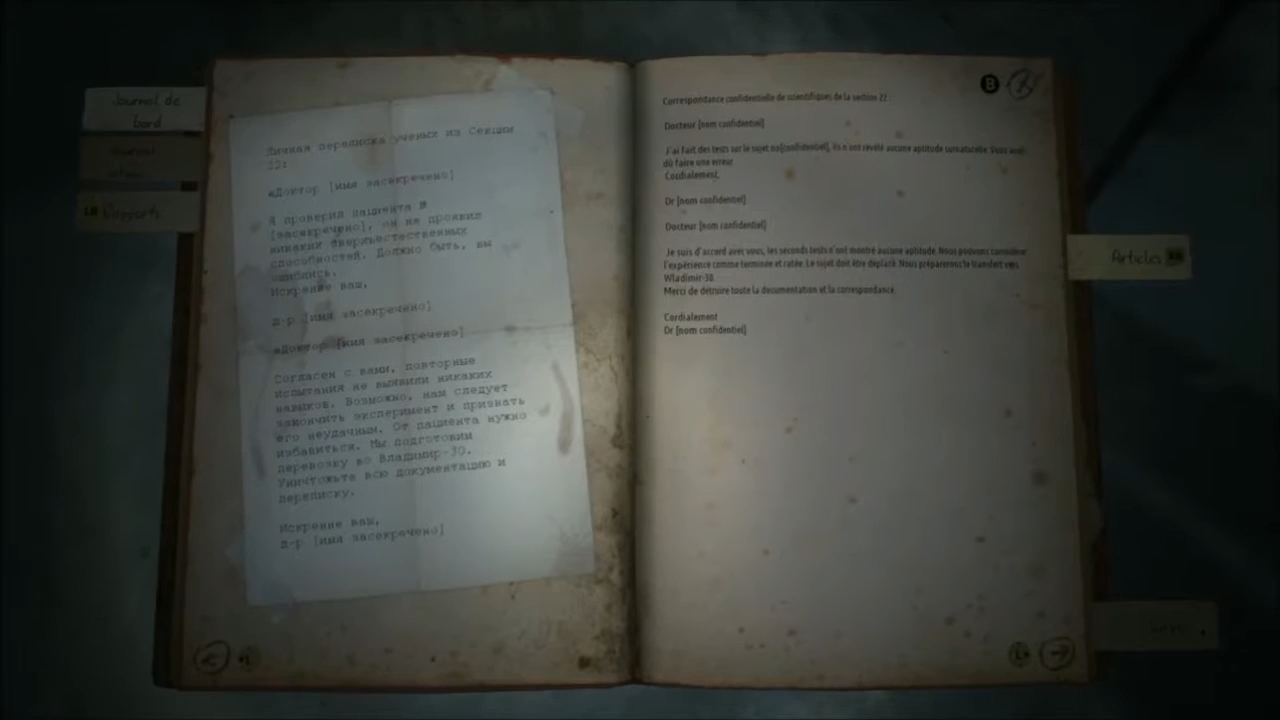 Journal de
bord
LB Rapports
Личная переписка ученых из Секции
22:
«Доктор [имя засекречено]
Я проверил пациента №
[засекречено], он не проявил
никаких сверхъестественных
способностей. Должно быть, вы
ошиблись.
Искренне ваш,
д-р [имя засекречено]
«Доктор [имя засекречено]
Согласен с вами, повторные
испытания не выявили никаких
навыков. Возможно, нам следует
закончить эксперимент и признать
его неудачным. От пациента нужно
избавиться. Мы подготовим
перевозку во Владимир-30.
Уничтожьте всю документацию и
переписку.
Искренне ваш,
д-р [имя засекречено]
B
Correspondance confidentielle de scientifiques de la section 22 :
Docteur [nom confidentiel]
J'ai fait des tests sur le sujet no[confidentiel], ils n'ont révélé aucune aptitude surnaturelle. Vous avez
dû faire une erreur.
Cordialement,
Dr [nom confidentiel]
Docteur [nom confidentiel]
Je suis d'accord avec vous, les seconds tests n'ont montré aucune aptitude. Nous pouvons considérer
l'expérience comme terminée et ratée. Le sujet doit être déplacé. Nous préparerons le transfert vers
Wladimir-30.
Merci de détruire toute la documentation et la correspondance.
Cordialement
Dr [nom confidentiel]
Articles